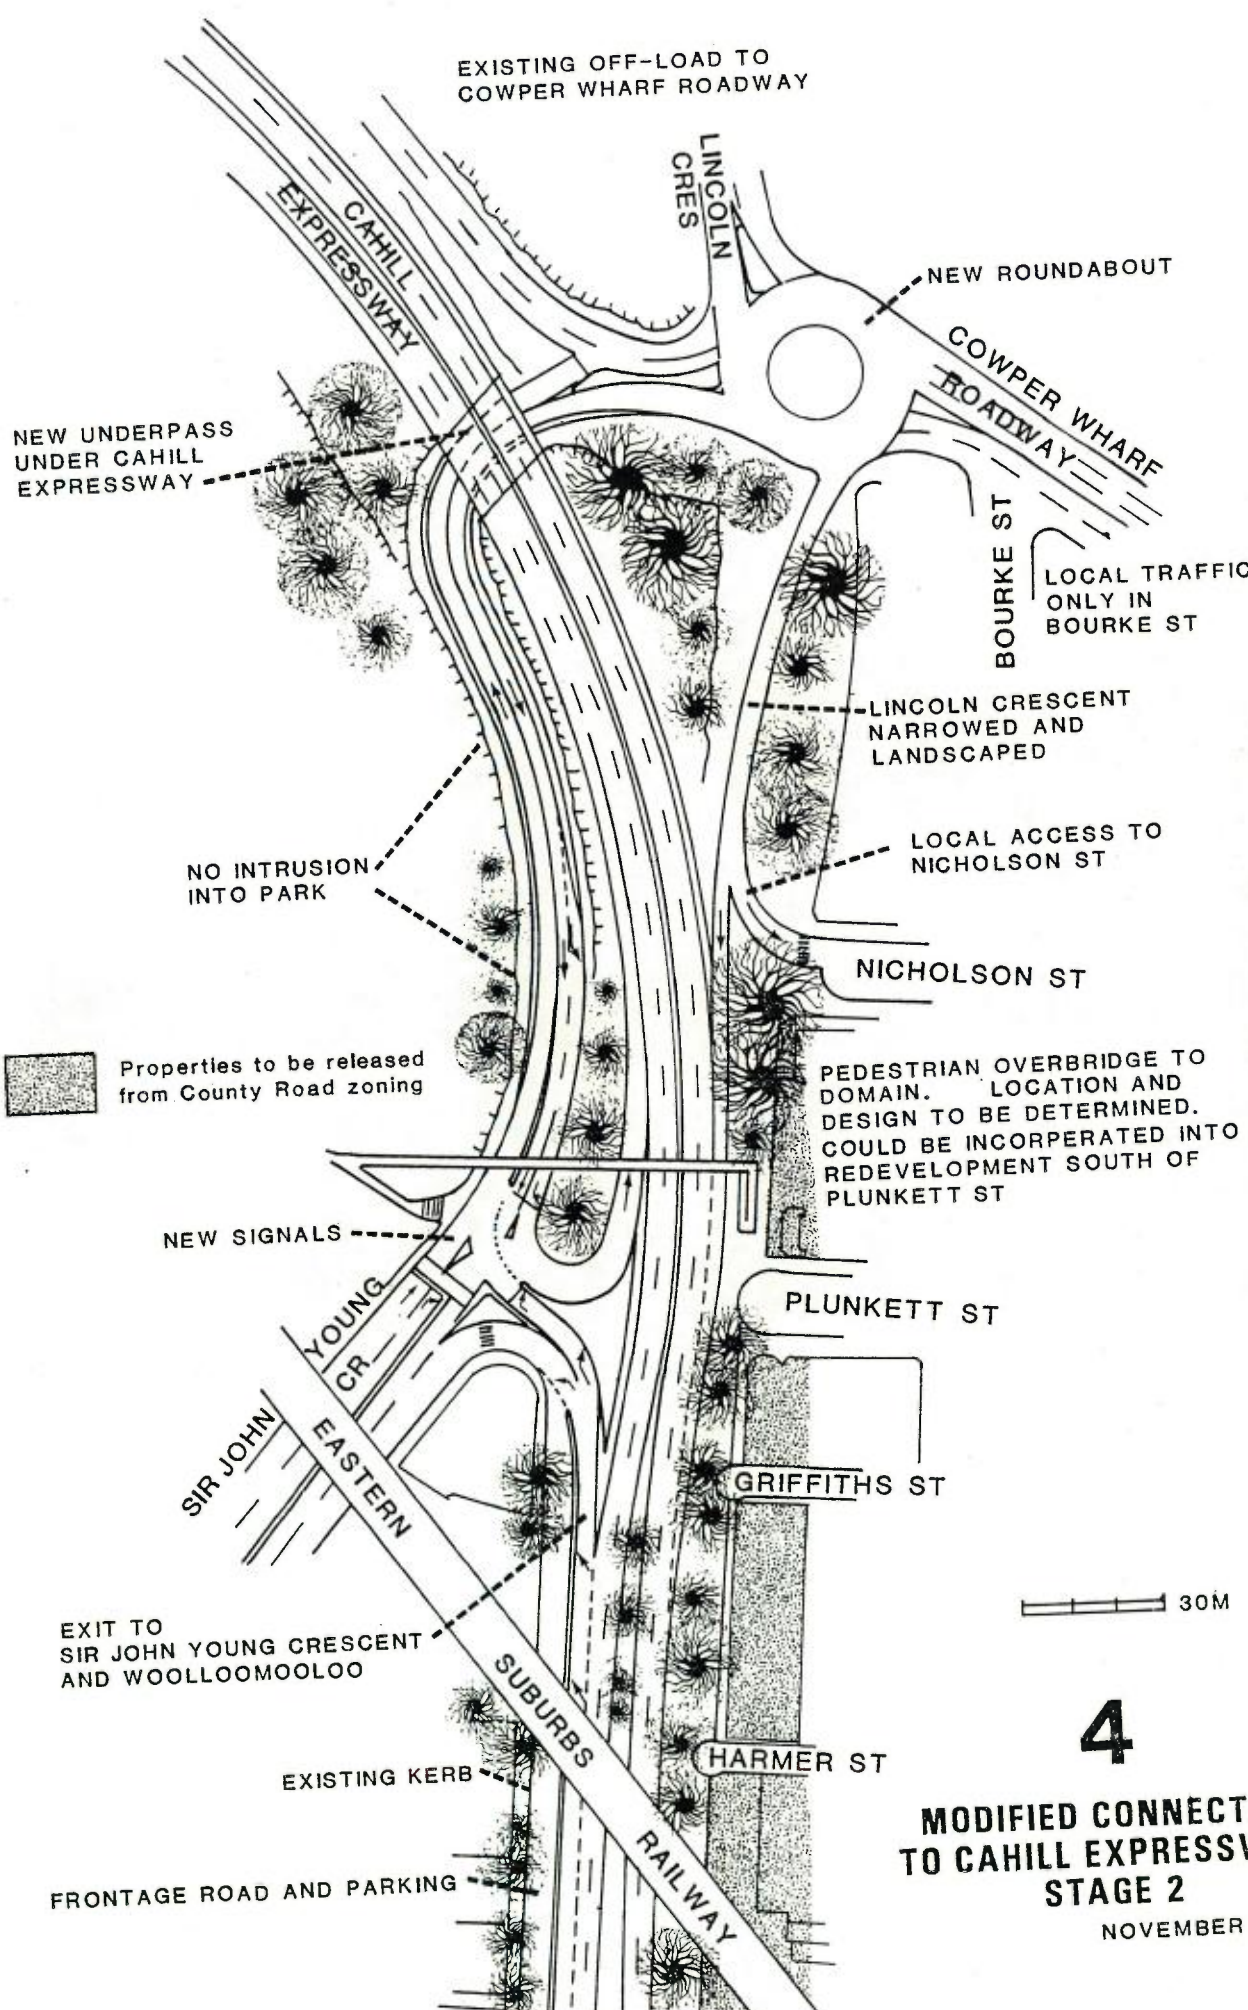 EXISTING OFF-LOAD TO
COWPER WHARF ROADWAY
LINCOLN
CRES
CAHILL
EXPRESSWAY
NEW ROUNDABOUT
COWPER WHARF
ROADWAY
NEW UNDERPASS
UNDER CAHILL
EXPRESSWAY
BOURKE ST
LOCAL TRAFFIC
ONLY IN
BOURKE ST
LINCOLN CRESCENT
NARROWED AND
LANDSCAPED
LOCAL ACCESS TO
NICHOLSON ST
NO INTRUSION
INTO PARK
NICHOLSON ST
Properties to be released
from County Road zoning
PEDESTRIAN OVERBRIDGE TO
DOMAIN. LOCATION AND
DESIGN TO BE DETERMINED.
COULD BE INCORPERATED INTO
REDEVELOPMENT SOUTH OF
PLUNKETT ST
NEW SIGNALS
PLUNKETT ST
SIR JOHN YOUNG
CR
GRIFFITHS ST
EASTERN SUBURBS RAILWAY
EXIT TO
SIR JOHN YOUNG CRESCENT
AND WOOLLOOMOOLOO
30M
HARMER ST
EXISTING KERB
FRONTAGE ROAD AND PARKING
4
MODIFIED CONNECT
TO CAHILL EXPRESSW
STAGE 2
NOVEMBER